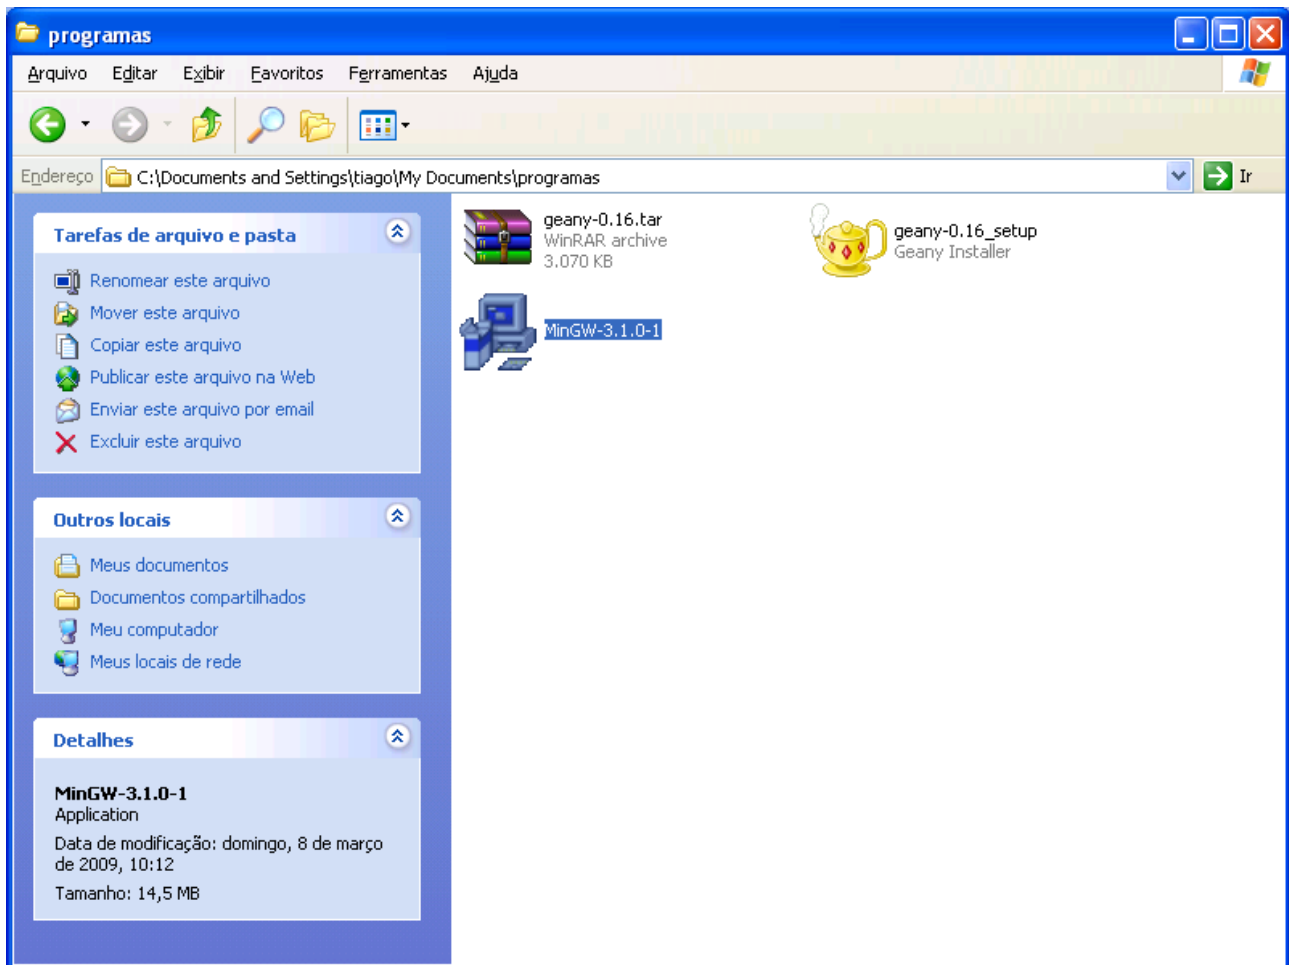 programas
Arquivo Editar Exibir Favoritos Ferramentas Ajuda
Endereço C:\Documents and Settings\tiago\My Documents\programas Ir
Tarefas de arquivo e pasta
Renomear este arquivo
Mover este arquivo
Copiar este arquivo
Publicar este arquivo na Web
Enviar este arquivo por email
Excluir este arquivo
Outros locais
Meus documentos
Documentos compartilhados
Meu computador
Meus locais de rede
Detalhes
MinGW-3.1.0-1
Application
Data de modificação: domingo, 8 de março
de 2009, 10:12
Tamanho: 14,5 MB
geany-0.16.tar
WinRAR archive
3.070 KB
geany-0.16_setup
Geany Installer
MinGW-3.1.0-1